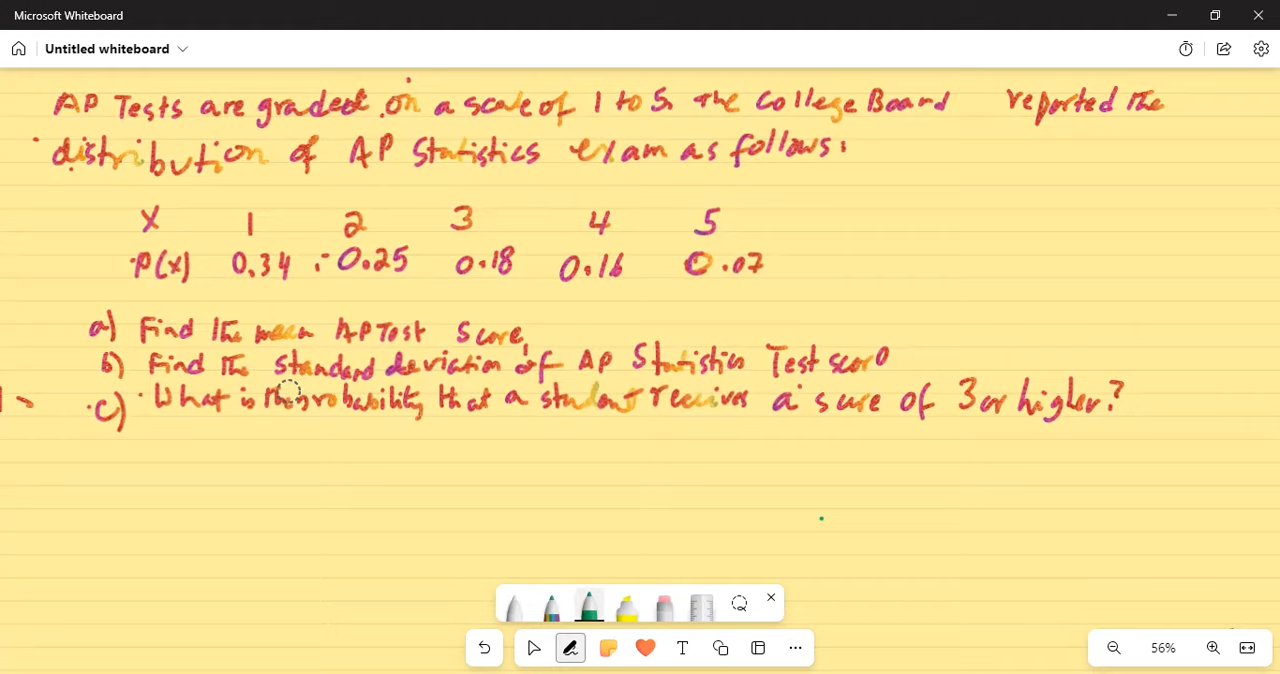 Microsoft Whiteboard
Untitled whiteboard
AP Tests are graded on a scale of 1 to 5. The College Board reported the
distribution of AP Statistics exam as follows:
X 1 2 3 4 5
P(x) 0.34 0.25 0.18 0.16 0.07
a) Find the mean AP Test Score,
b) Find the standard deviation of AP Statistics Test score
c) What is the probability that a student receives a score of 3 or higher?
56%